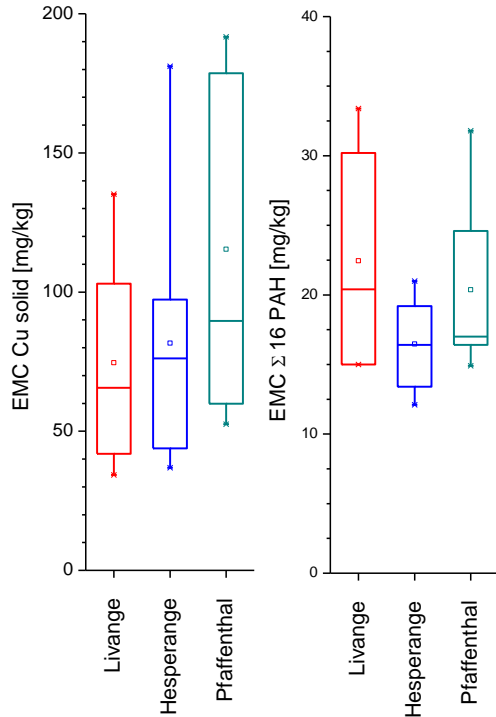 EMC Cu solid [mg/kg]
200
150
100
50
0
Livange
Hesperange
Pfaffenthal
EMC Σ 16 PAH [mg/kg]
40
30
20
10
0
Livange
Hesperange
Pfaffenthal